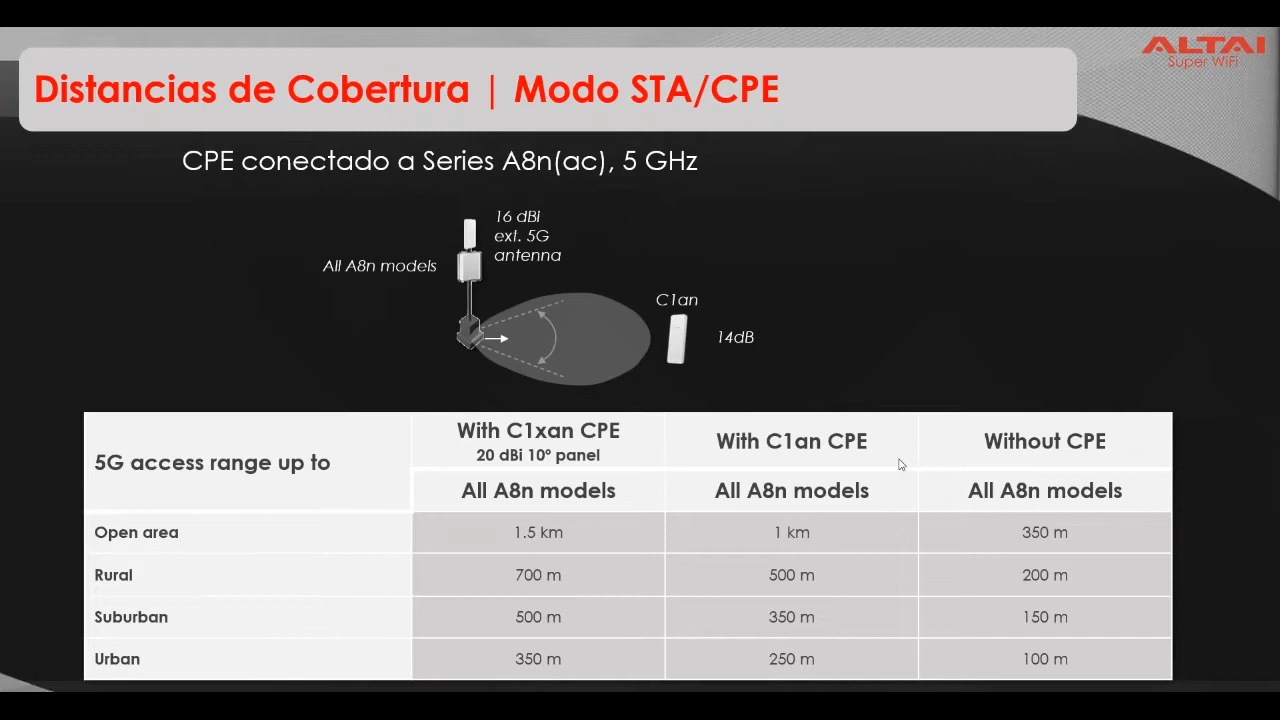 ALTAI
Super WiFi
Distancias de Cobertura | Modo STA/CPE
CPE conectado a Series A8n(ac), 5 GHz
16 dBi
ext. 5G
antenna
All A8n models
C1an
14dB
5G access range up to
With C1xan CPE
20 dBi 10º panel
With C1an CPE
Without CPE
All A8n models
All A8n models
All A8n models
Open area
1.5 km
1 km
350 m
Rural
700 m
500 m
200 m
Suburban
500 m
350 m
150 m
Urban
350 m
250 m
100 m